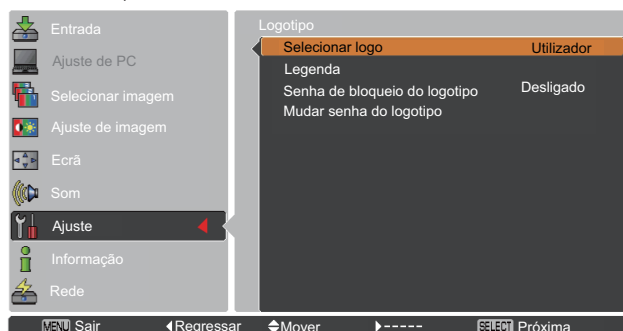 Entrada
Ajuste de PC
Selecionar imagem
Ajuste de imagem
Ecrã
Som
Ajuste
Informação
Rede
Logotipo
Selecionar logo Utilizador
Legenda
Senha de bloqueio do logotipo Desligado
Mudar senha do logotipo
MENU Sair Regressar Mover ----- SELECT Próxima